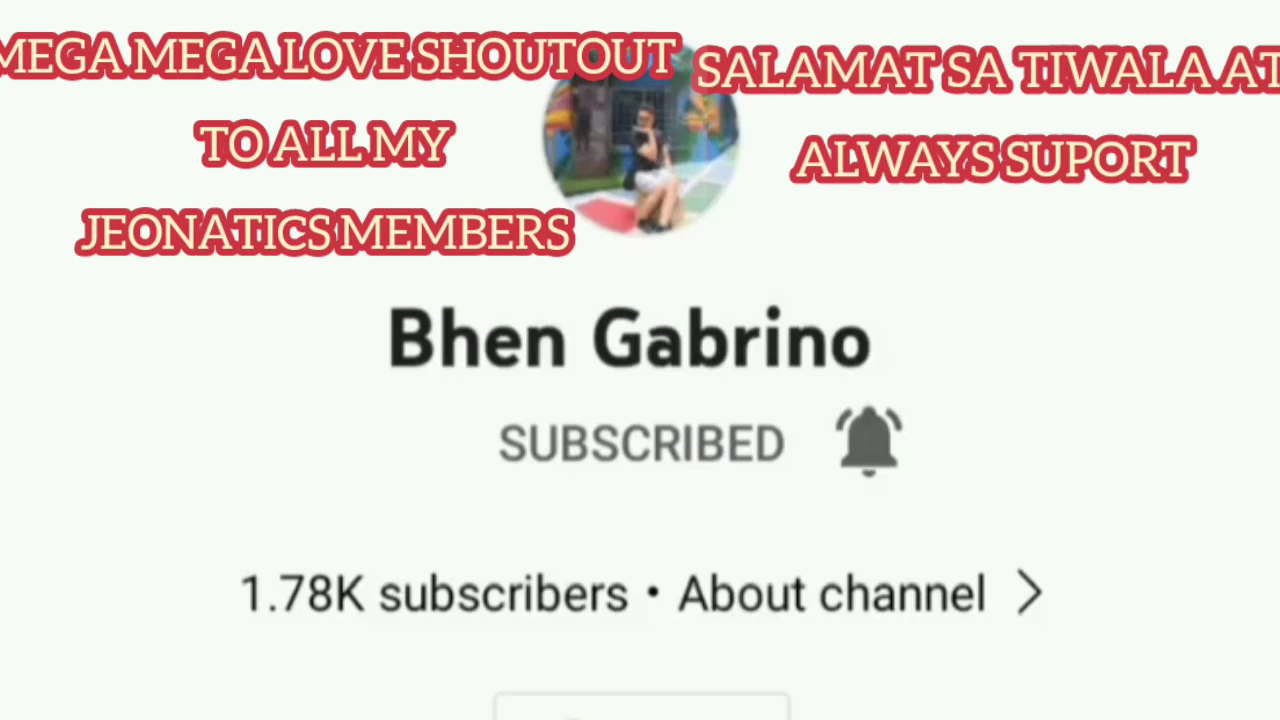 MEGA MEGA LOVE SHOUTOUT
TO ALL MY
JEONATICS MEMBERS
SALAMAT SA TIWALA AT
ALWAYS SUPORT
Bhen Gabrino
SUBSCRIBED
1.78K subscribers • About channel